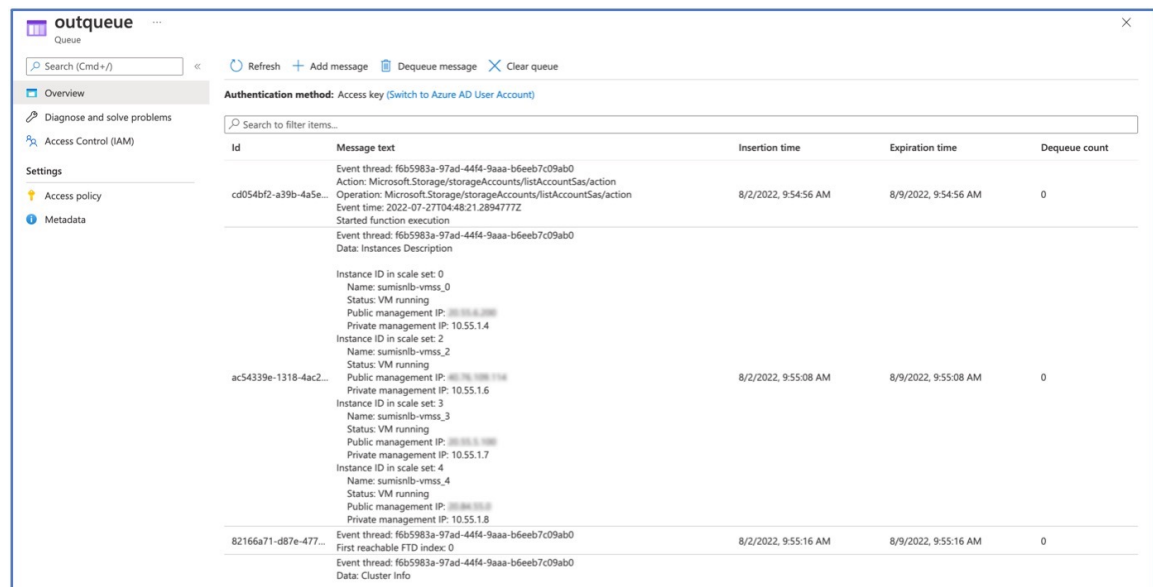 outqueue ...
Queue
Search (Cmd+/)
«
Overview
Diagnose and solve problems
Access Control (IAM)
Settings
Access policy
Metadata
Refresh + Add message Dequeue message Clear queue
Authentication method: Access key (Switch to Azure AD User Account)
Search to filter items...
Id Message text Insertion time Expiration time Dequeue count
Event thread: f6b5983a-97ad-44f4-9aaa-b6eeb7c09ab0
Action: Microsoft.Storage/storageAccounts/listAccountSas/action
cd054bf2-a39b-4a5e... Operation: Microsoft.Storage/storageAccounts/listAccountSas/action 8/2/2022, 9:54:56 AM 8/9/2022, 9:54:56 AM 0
Event time: 2022-07-27T04:48:21.2894777Z
Started function execution
Event thread: f6b5983a-97ad-44f4-9aaa-b6eeb7c09ab0
Data: Instances Description
Instance ID in scale set: 0
Name: sumisnlb-vmss_0
Status: VM running
Public management IP:
Private management IP: 10.55.1.4
Instance ID in scale set: 2
Name: sumisnlb-vmss_2
Status: VM running
ac54339e-1318-4ac2... Public management IP: 8/2/2022, 9:55:08 AM 8/9/2022, 9:55:08 AM 0
Private management IP: 10.55.1.6
Instance ID in scale set: 3
Name: sumisnlb-vmss_3
Status: VM running
Public management IP:
Private management IP: 10.55.1.7
Instance ID in scale set: 4
Name: sumisnlb-vmss_4
Status: VM running
Public management IP:
Private management IP: 10.55.1.8
Event thread: f6b5983a-97ad-44f4-9aaa-b6eeb7c09ab0
82166a71-d87e-477... First reachable FTD index: 0 8/2/2022, 9:55:16 AM 8/9/2022, 9:55:16 AM 0
Event thread: f6b5983a-97ad-44f4-9aaa-b6eeb7c09ab0
Data: Cluster Info